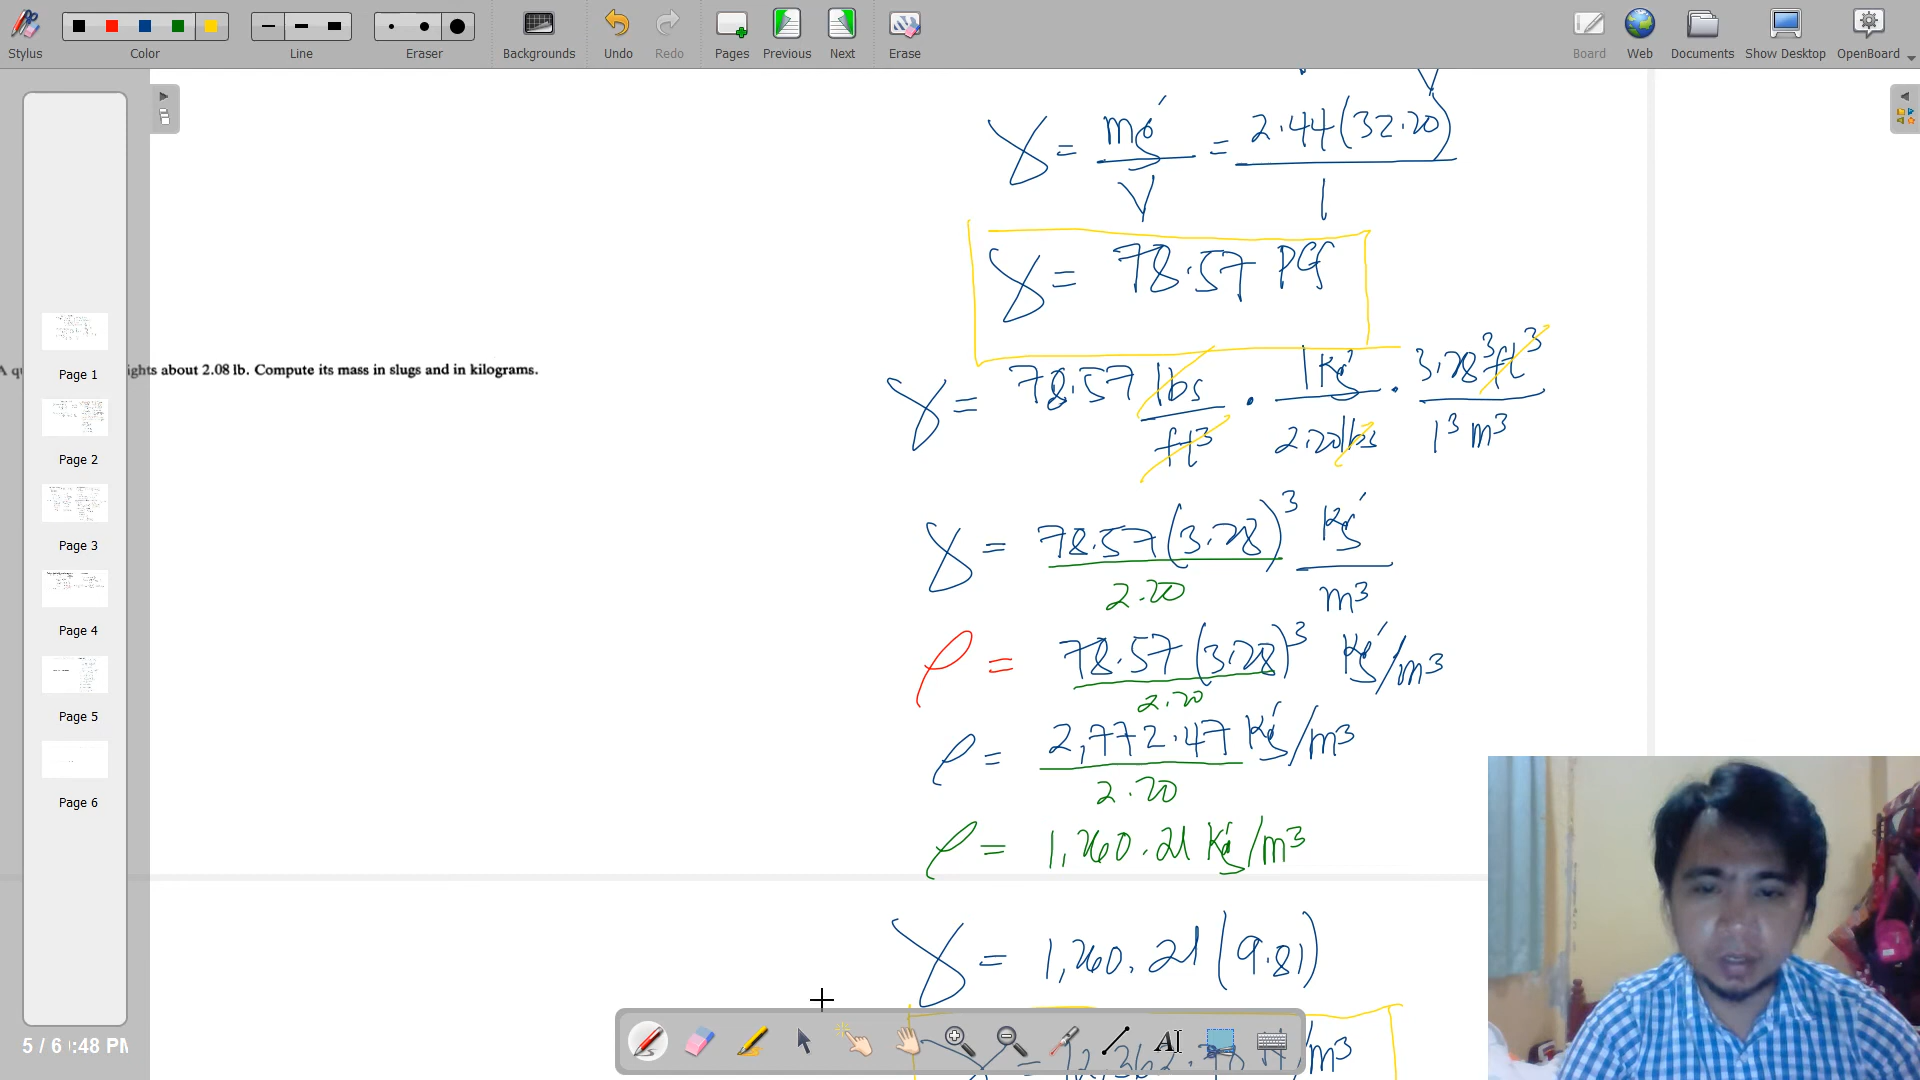 Stylus Color Line Eraser Backgrounds Undo Redo Pages Previous Next Erase Board Web Documents Show Desktop OpenBoard
γ = mg / V = 2.44(32.20) / 1
γ = 78.57 PCF
A qu ights about 2.08 lb. Compute its mass in slugs and in kilograms.
γ = 78.57 lbs / ft³ · 1 Kg / 2.20 lbs · 3.28³ ft³ / 1³ m³
γ = 78.57(3.28)³ / 2.20 Kg / m³
ρ = 78.57(3.28)³ / 2.20 Kg/m³
ρ = 2,772.47 / 2.20 Kg/m³
ρ = 1,260.21 Kg/m³
γ = 1,260.21(9.81)
Page 1
Page 2
Page 3
Page 4
Page 5
Page 6
5 / 6
:48 PM